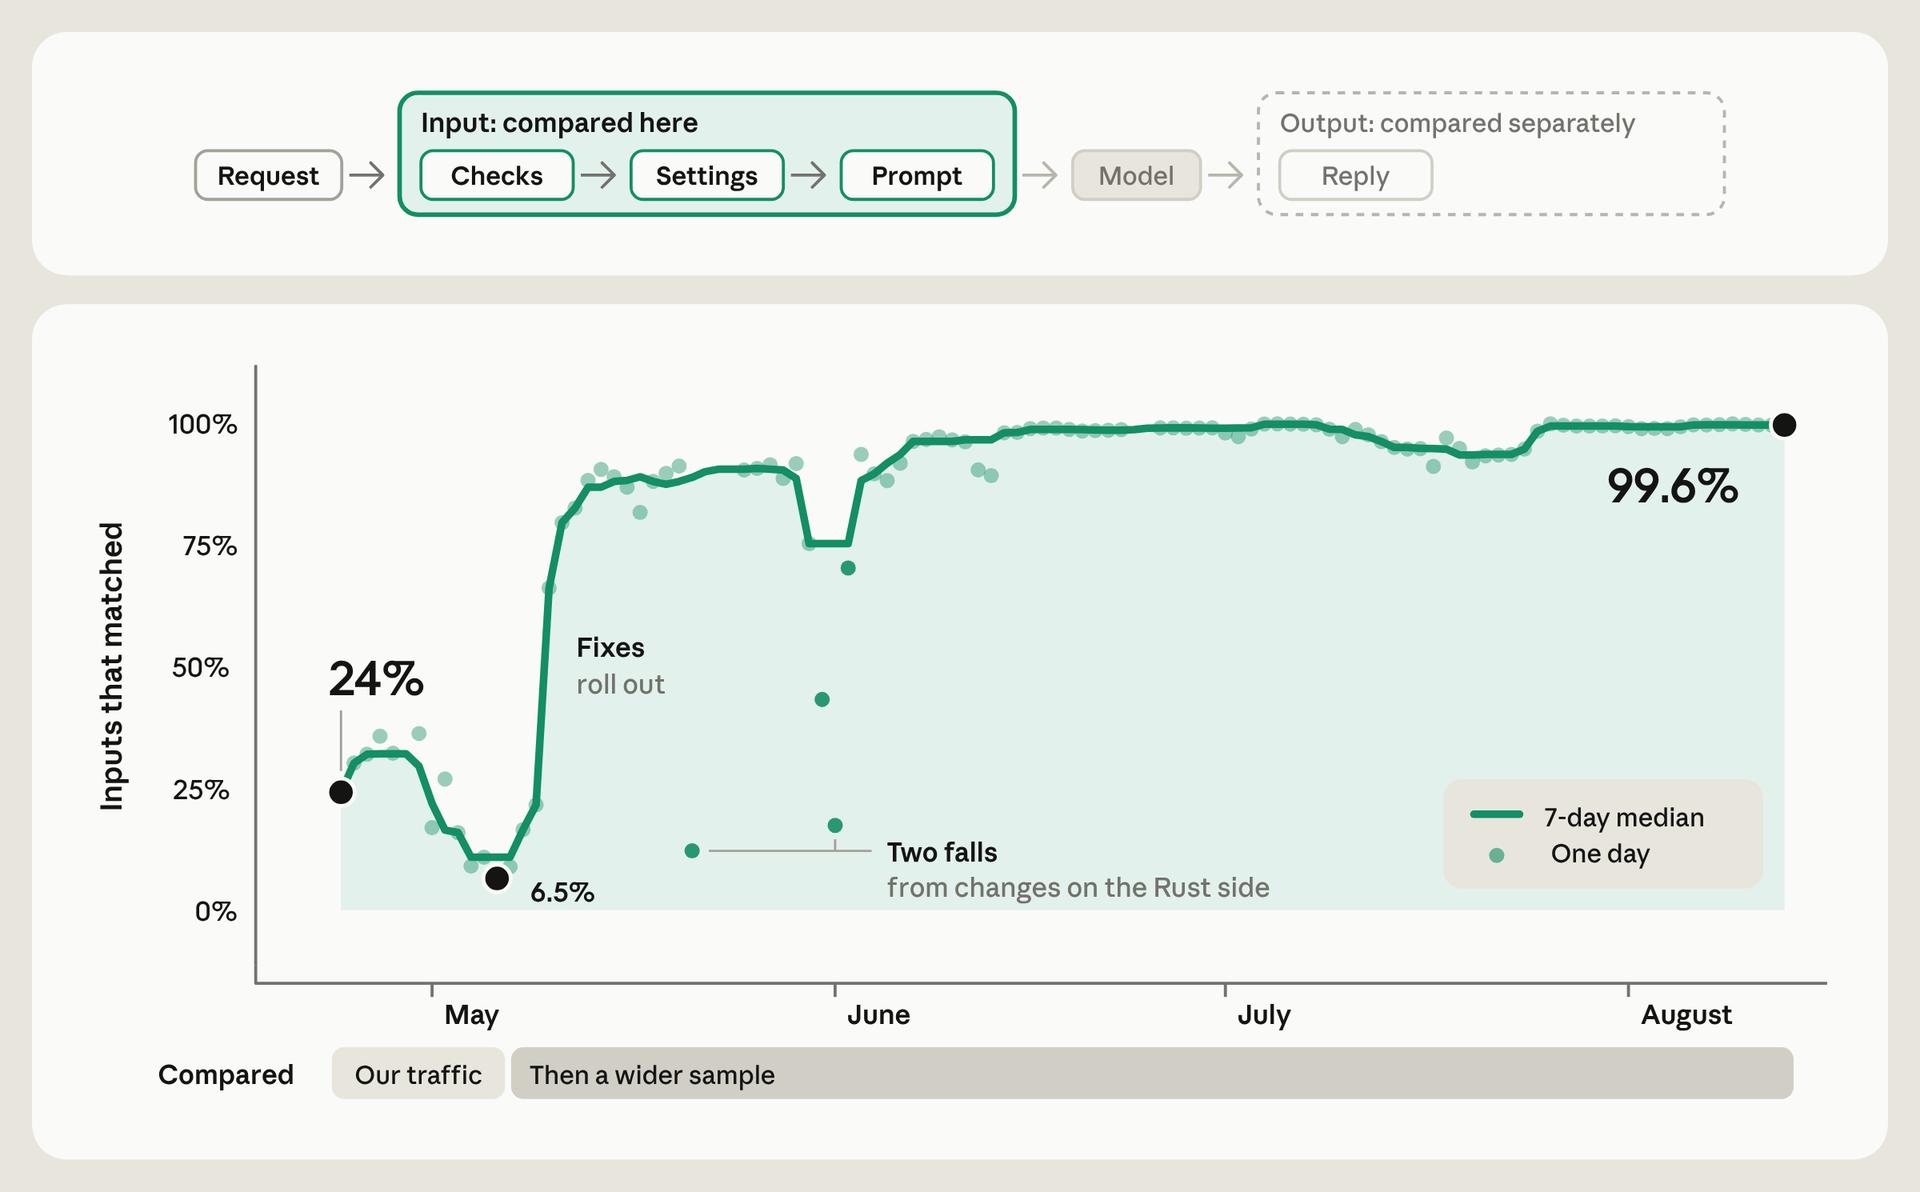 Input: compared here
Output: compared separately
Request
Checks
Settings
Prompt
Model
Reply
100%
75%
50%
25%
0%
Inputs that matched
24%
6.5%
Fixes
roll out
99.6%
Two falls
from changes on the Rust side
7-day median
One day
May
June
July
August
Compared
Our traffic
Then a wider sample